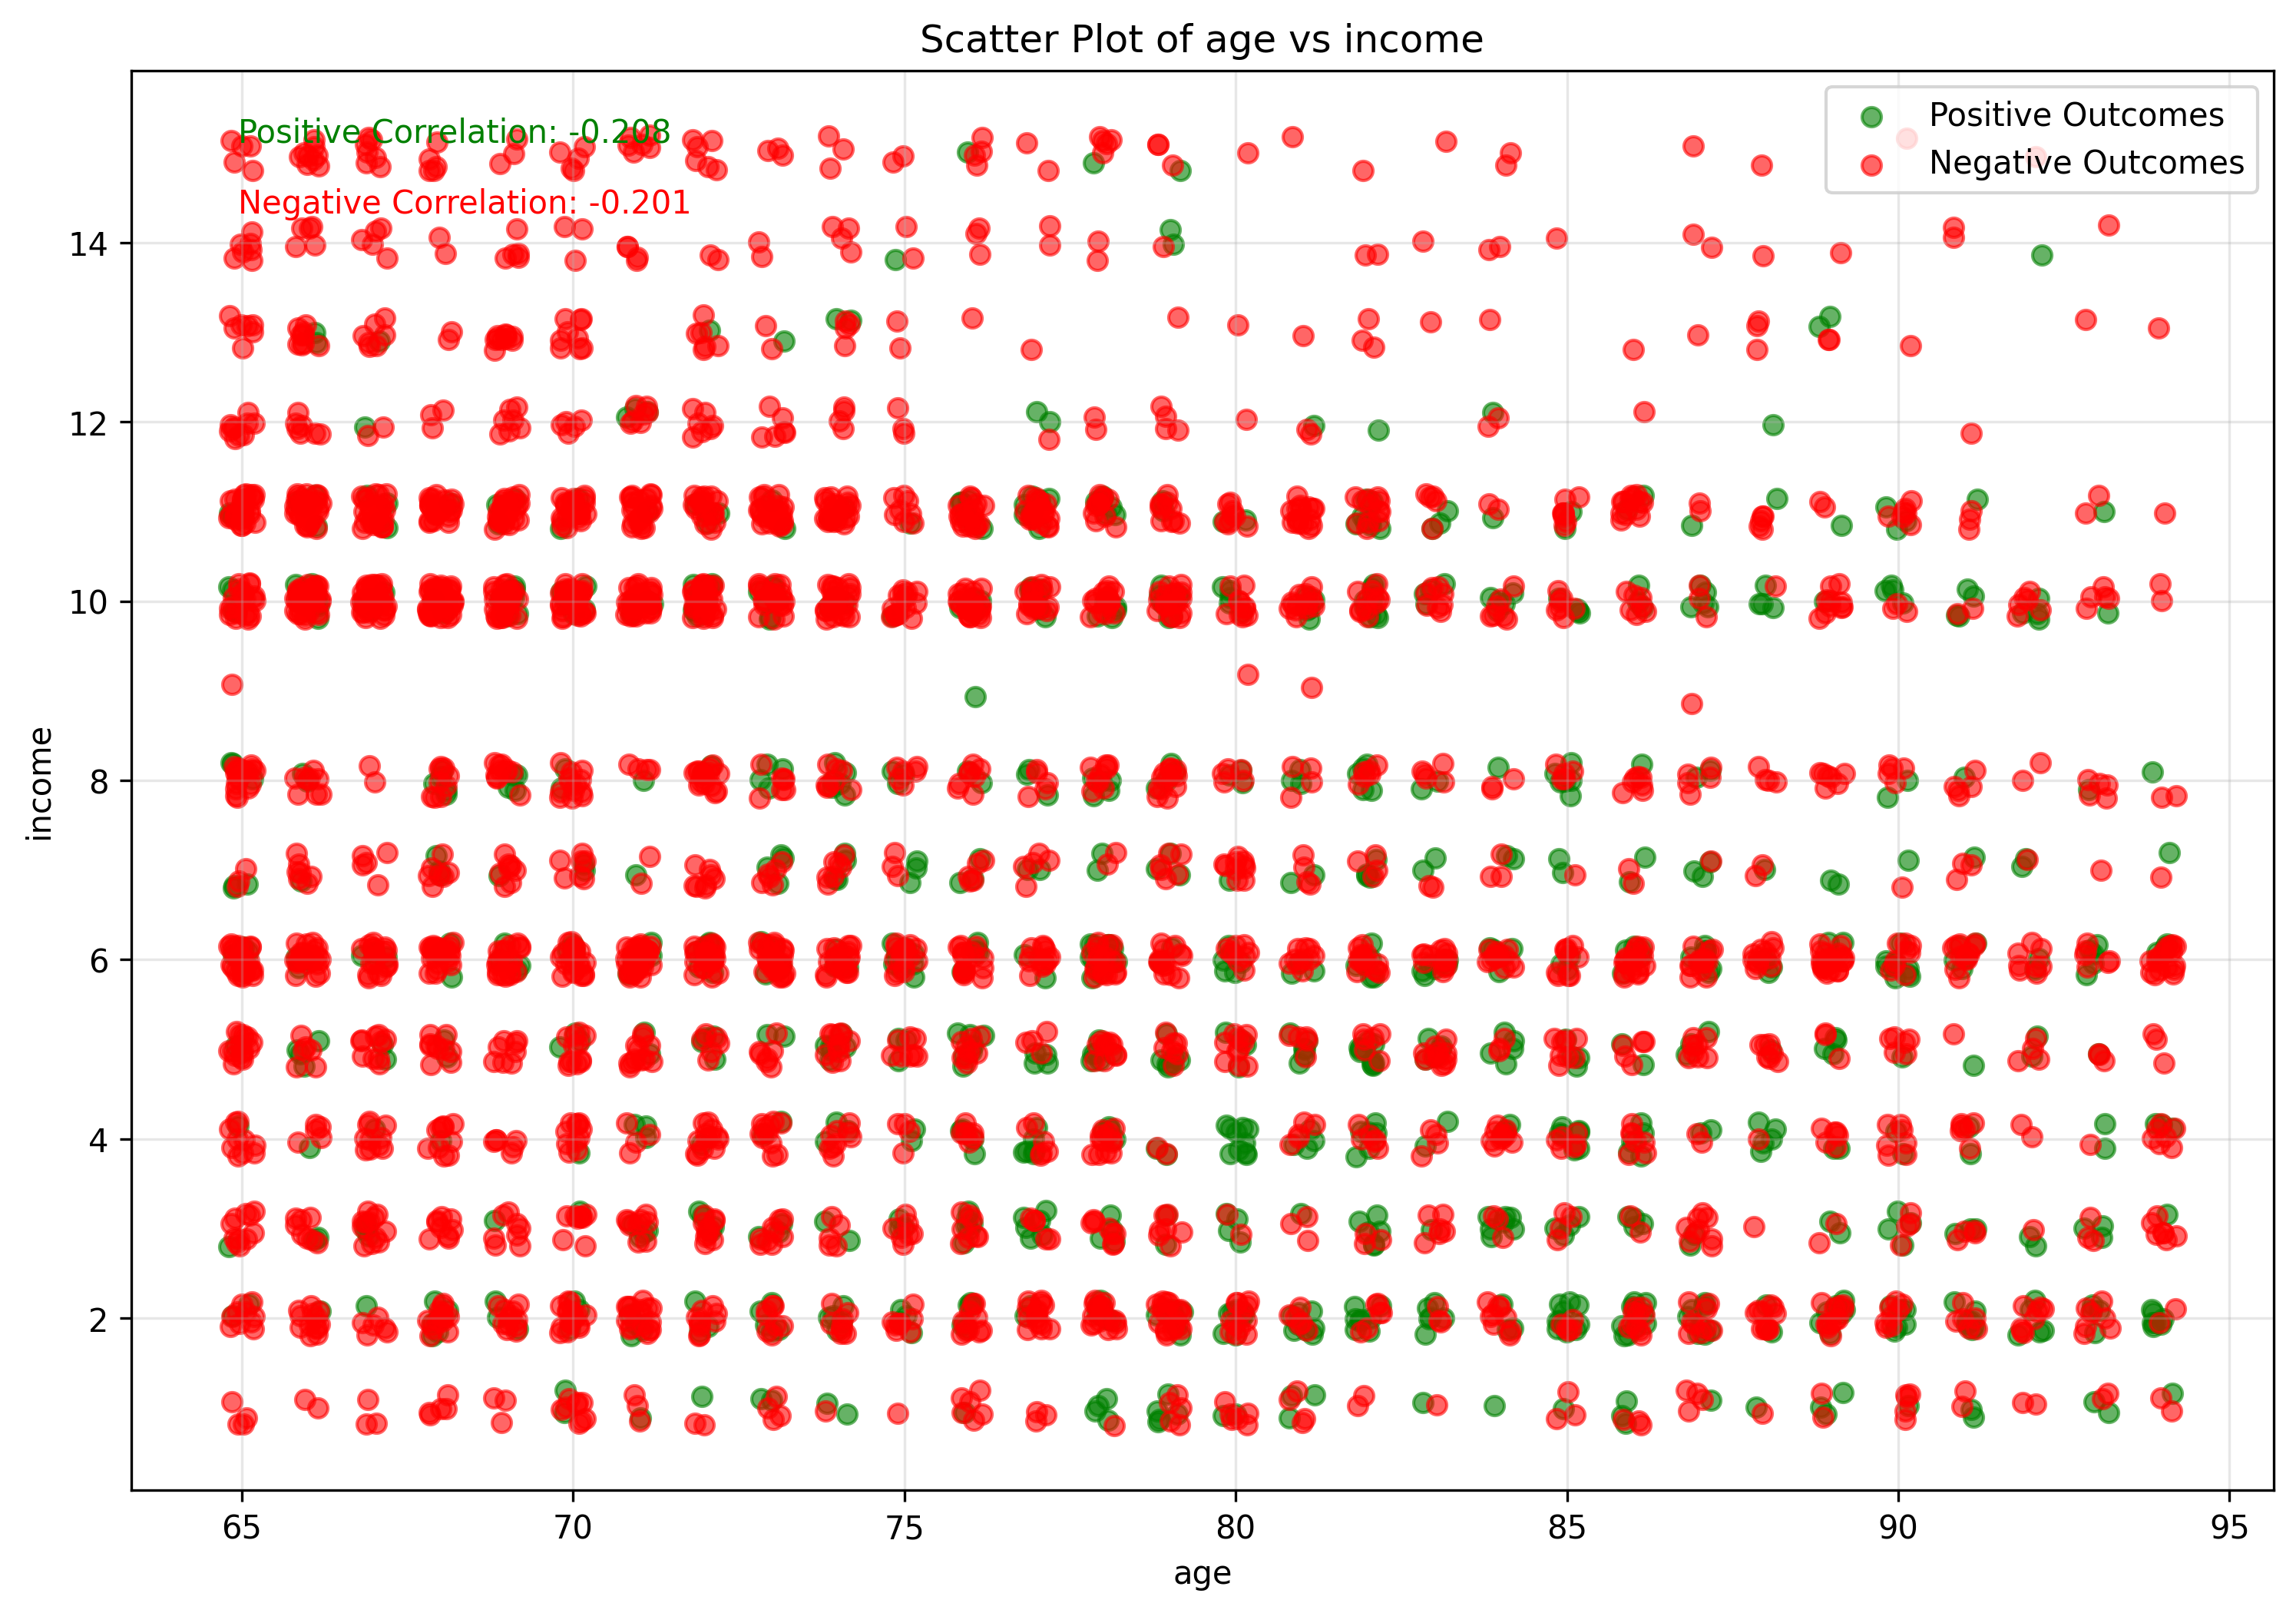 Scatter Plot of age vs income
Positive Correlation: -0.208
Negative Correlation: -0.201
Positive Outcomes
Negative Outcomes
income
14
12
10
8
6
4
2
65
70
75
80
85
90
95
age